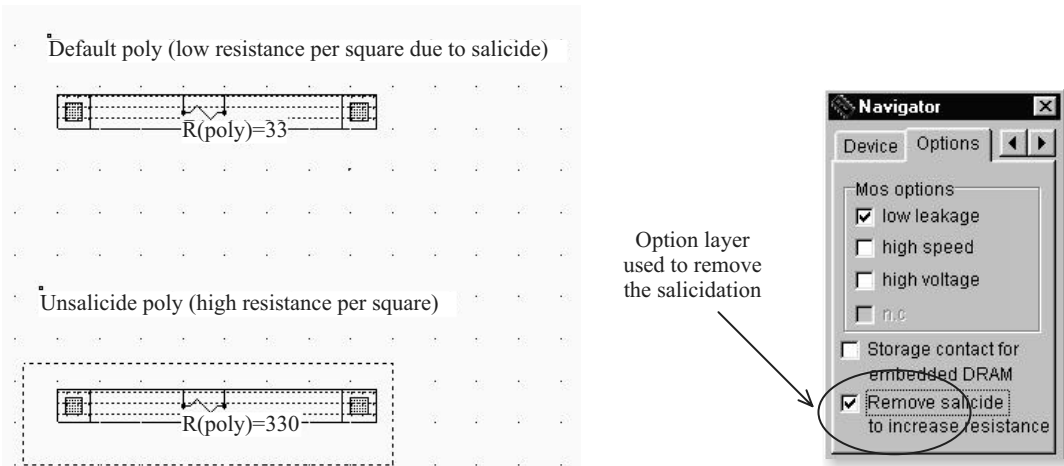 Default poly (low resistance per square due to salicide)
R(poly)=33
Unsalicide poly (high resistance per square)
R(poly)=330
Option layer
used to remove
the salicidation
Navigator
Device Options
Mos options
low leakage
high speed
high voltage
n.c
Storage contact for
embedded DRAM
Remove salicide
to increase resistance